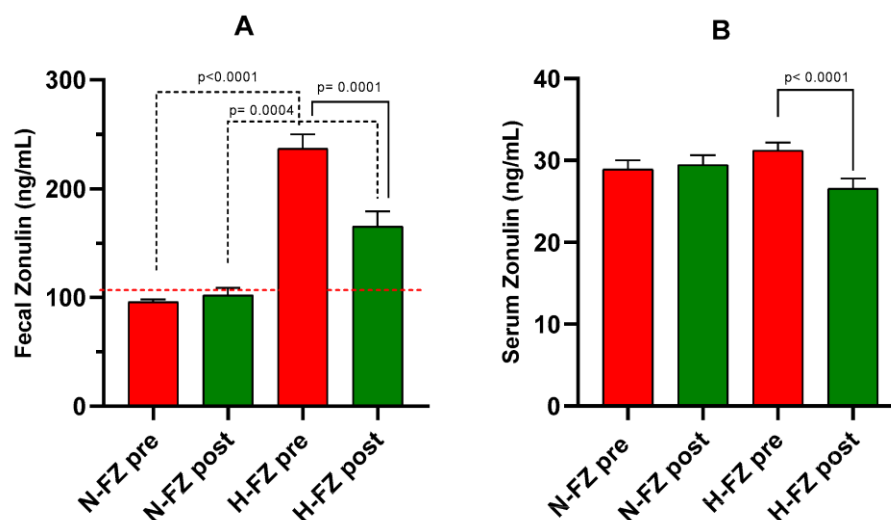 A
Fecal Zonulin (ng/mL)
300
200
100
0
p<0.0001
p= 0.0001
p= 0.0004
N-FZ pre
N-FZ post
H-FZ pre
H-FZ post
B
Serum Zonulin (ng/mL)
40
30
20
10
0
p< 0.0001
N-FZ pre
N-FZ post
H-FZ pre
H-FZ post